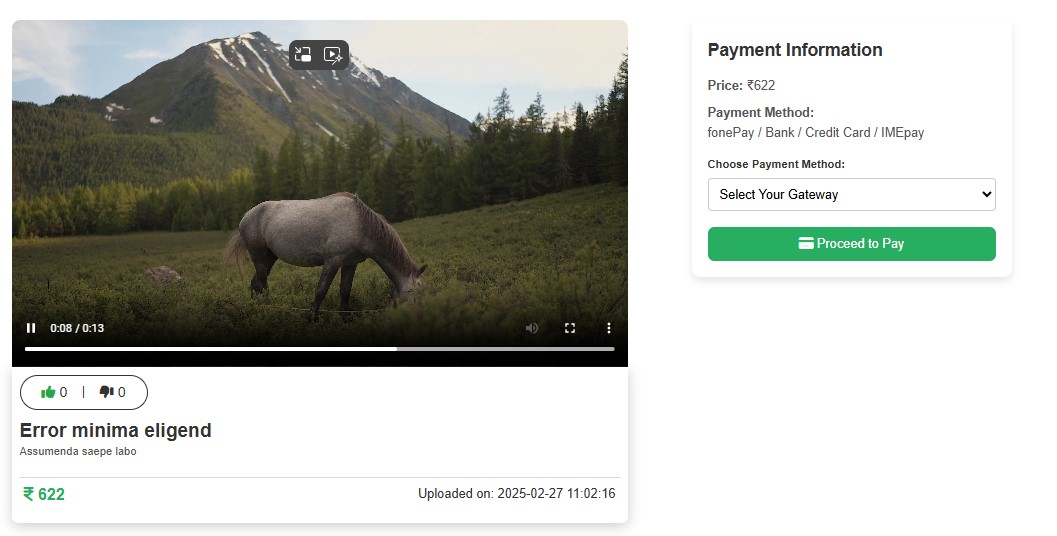 0:08 / 0:13
0 | 0
Error minima eligend
Assumenda saepe labo
₹ 622
Uploaded on: 2025-02-27 11:02:16
Payment Information
Price: ₹622
Payment Method:
fonePay / Bank / Credit Card / IMEpay
Choose Payment Method:
Select Your Gateway
Proceed to Pay